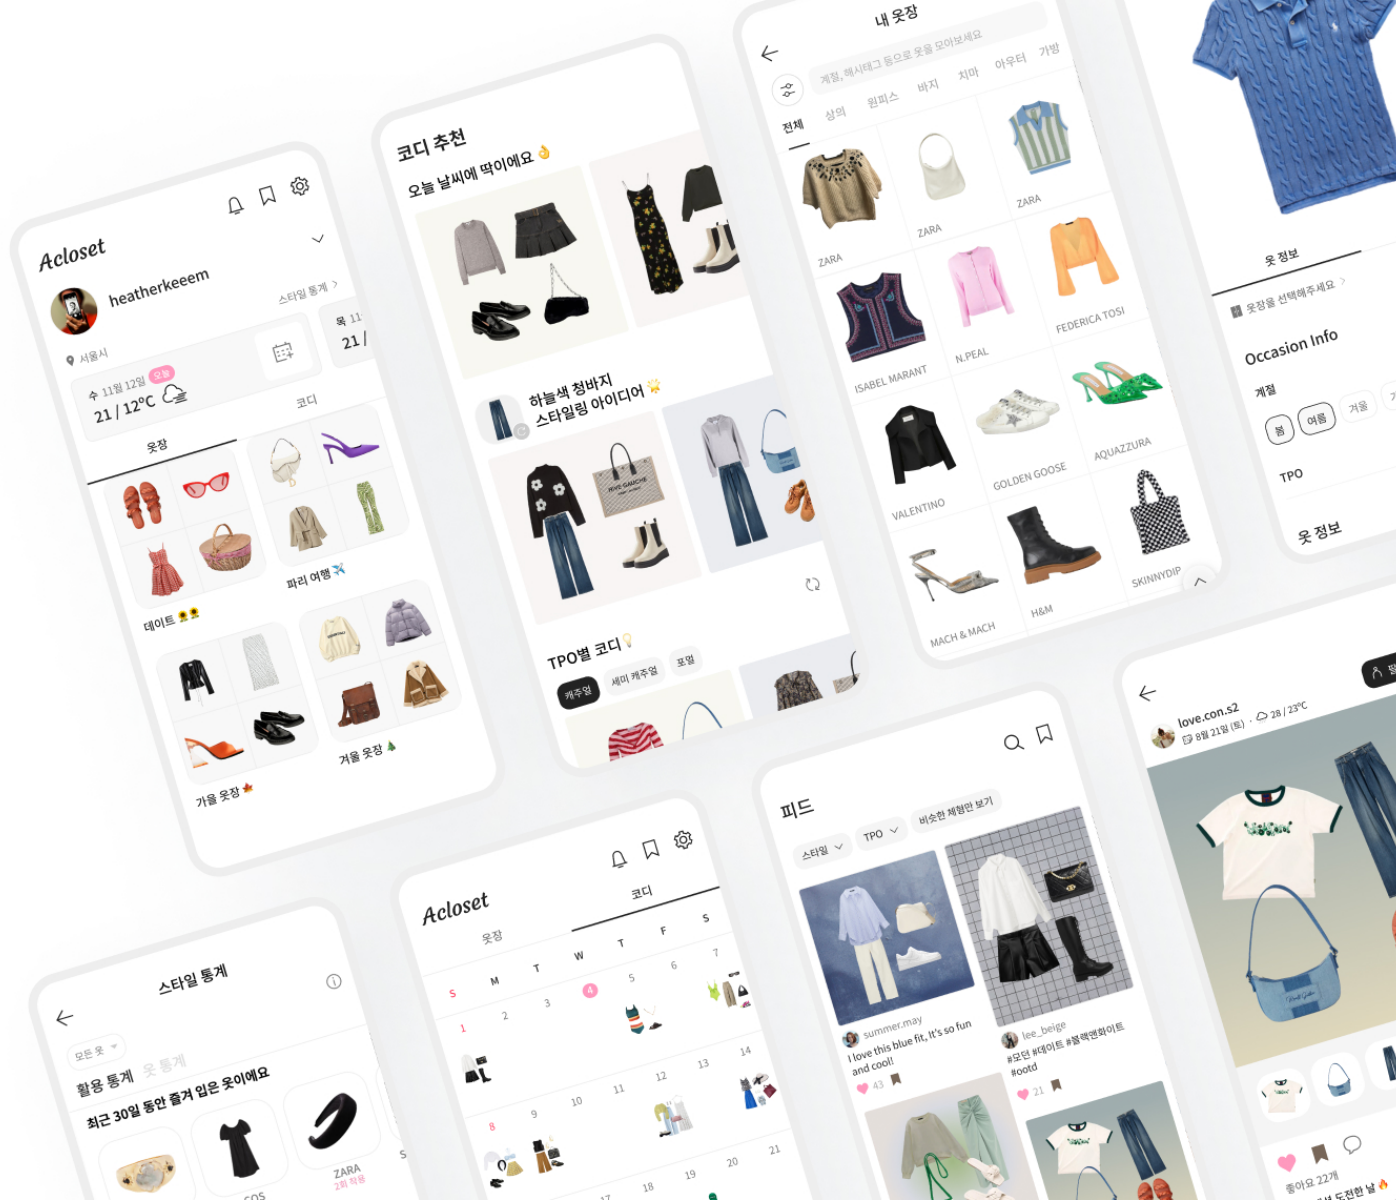 Acloset
heatherkeeem
스타일 통계 >
서울시
수 11월 12일 오늘
21 / 12°C
목 11
21 /
옷장
코디
데이트 🌻🌻
파리 여행 ✈️
가을 옷장 🍁
겨울 옷장 🎄
코디 추천
오늘 날씨에 딱이에요 👌
하늘색 청바지
스타일링 아이디어 🌟
RIVE GAUCHE
TPO별 코디 💡
캐주얼
세미 캐주얼
포멀
내 옷장
계절, 해시태그 등으로 옷을 모아보세요
전체
상의
원피스
바지
치마
아우터
가방
ZARA
ZARA
ZARA
ISABEL MARANT
N.PEAL
FEDERICA TOSI
VALENTINO
GOLDEN GOOSE
AQUAZZURA
MACH & MACH
H&M
SKINNYDIP
옷 정보
옷장을 선택해주세요 >
Occasion Info
계절
봄
여름
겨울
TPO
옷 정보
스타일 통계
모든 옷
활용 통계
옷 통계
최근 30일 동안 즐겨 입은 옷이에요
COS
ZARA
2회 착용
S
Acloset
옷장
코디
S M T W T F S
1 2 3 4 5 6 7
8 9 10 11 12 13 14
17 18 19 20 21
피드
스타일
TPO
비슷한 체형만 보기
summer.may
I love this blue fit, It's so fun
and cool!
43
lee_beige
#모던 #데이트 #블랙앤화이트
#ootd
21
love.con.s2
8월 21일 (토) · 28 / 23°C
좋아요 22개
도전한 날 🔥